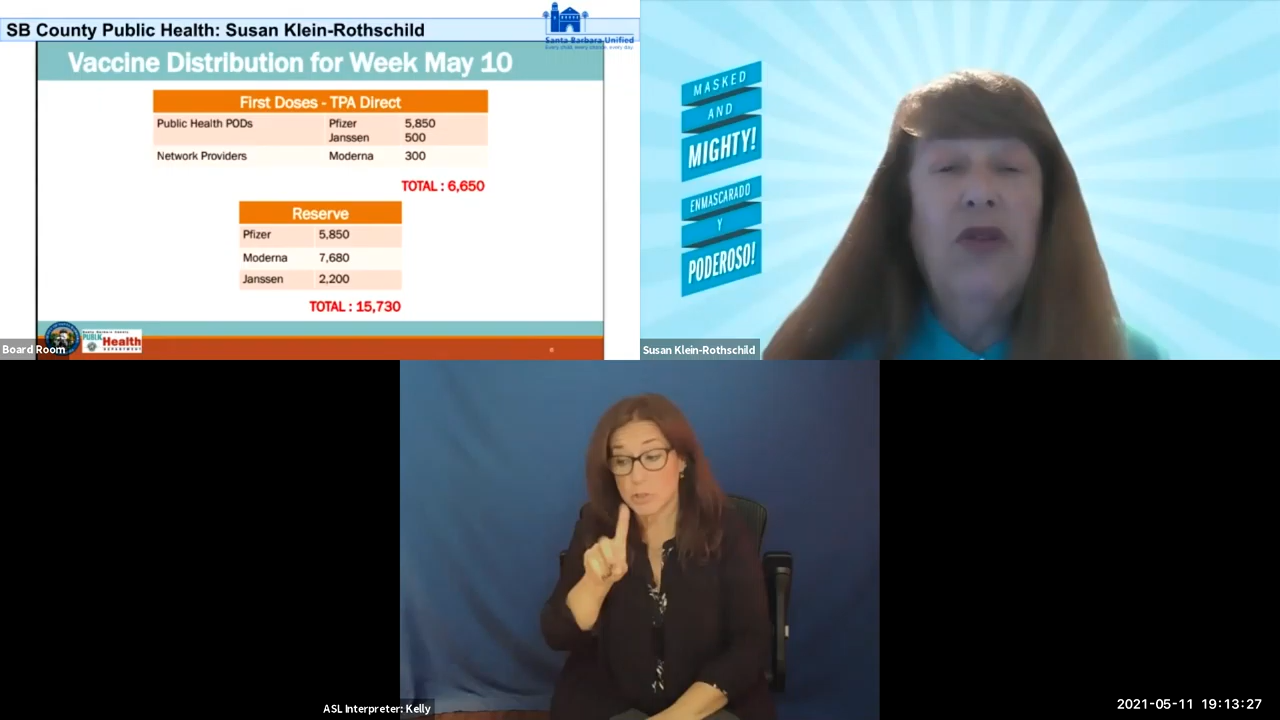 SB County Public Health: Susan Klein-Rothschild
Santa Barbara Unified
Every child, every chance, every day.
Vaccine Distribution for Week May 10
First Doses - TPA Direct
Public Health PODs Pfizer 5,850
Janssen 500
Network Providers Moderna 300
TOTAL : 6,650
Reserve
Pfizer 5,850
Moderna 7,680
Janssen 2,200
TOTAL : 15,730
PUBLIC
Health
DEPARTMENT
Board Room
MASKED
AND
MIGHTY!
ENMASCARADO
Y
PODEROSO!
Susan Klein-Rothschild
ASL Interpreter: Kelly
2021-05-11 19:13:27